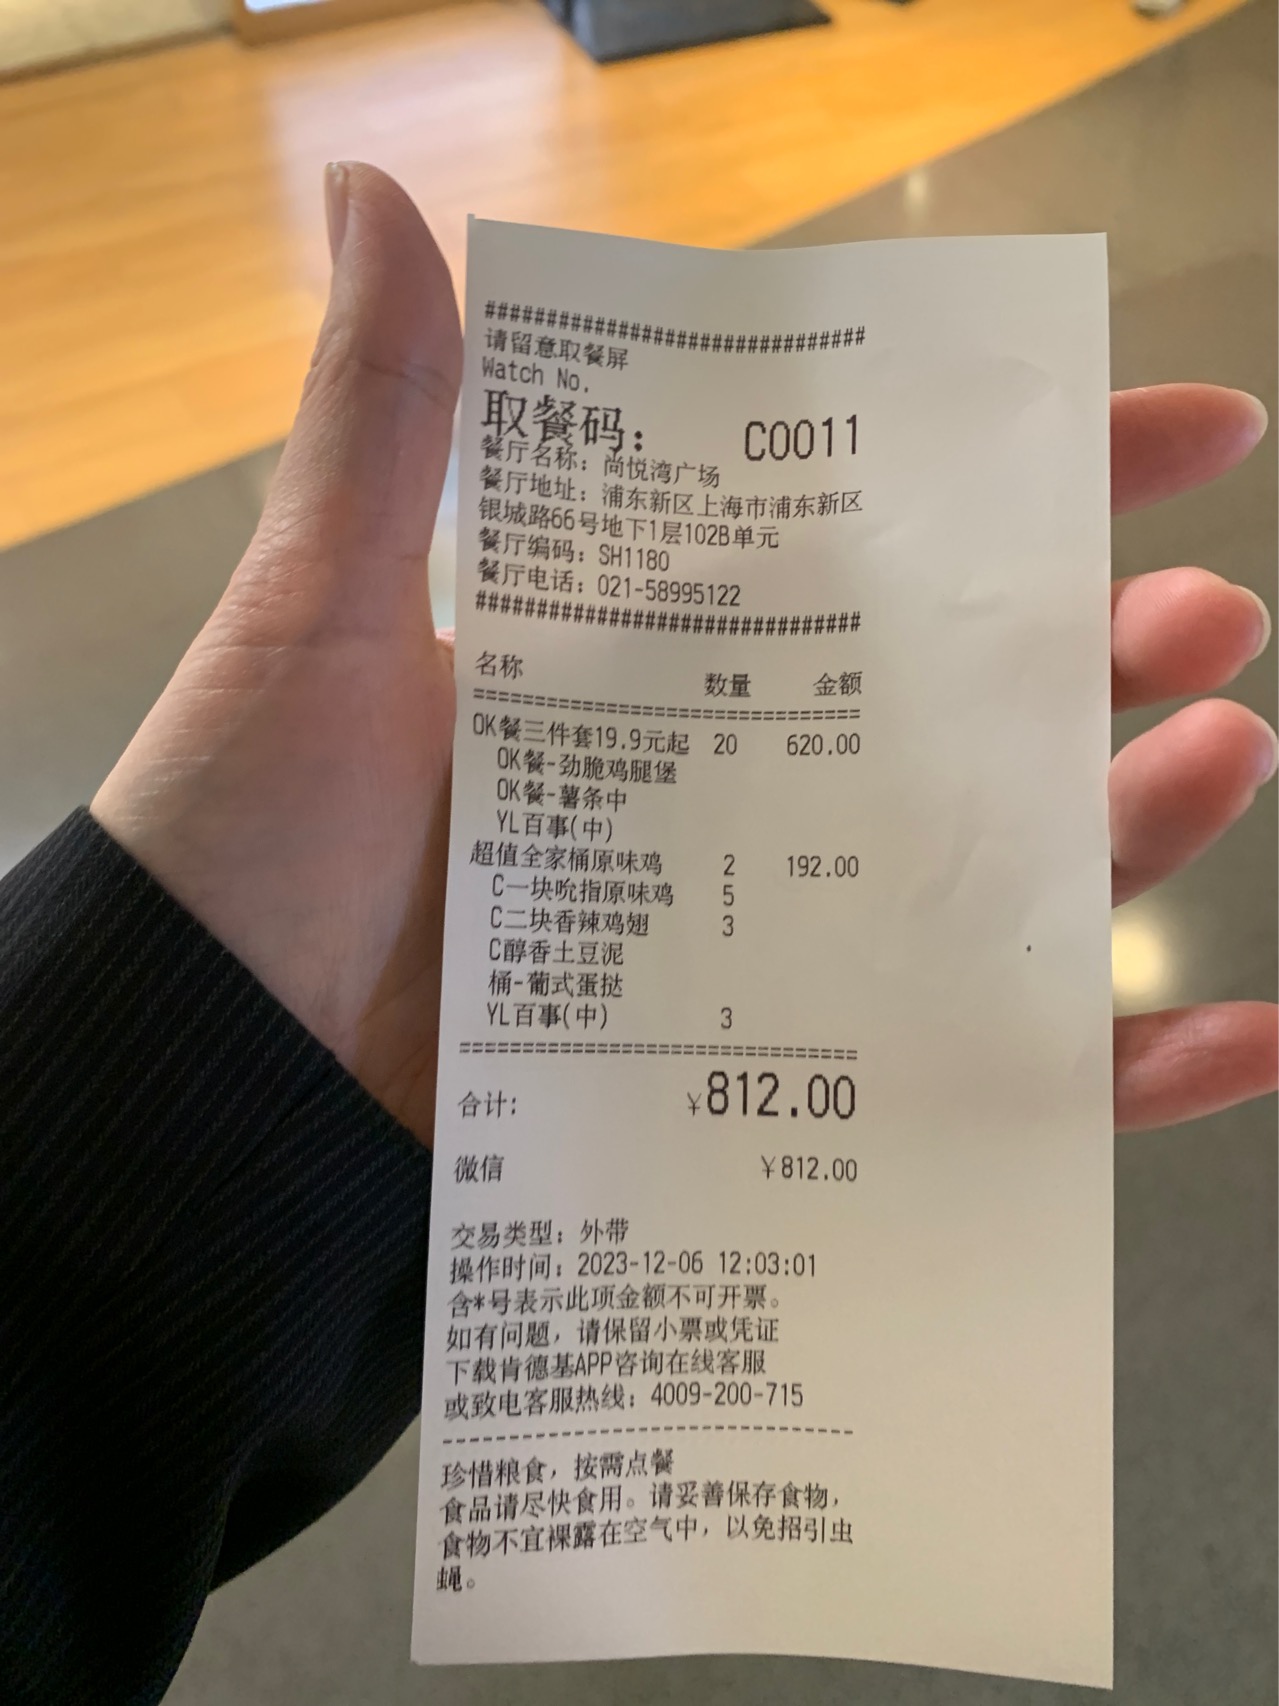 ################################
请留意取餐屏
Watch No.
取餐码： C0011
餐厅名称：尚悦湾广场
餐厅地址：浦东新区上海市浦东新区
银城路66号地下1层102B单元
餐厅编码：SH1180
餐厅电话：021-58995122
################################
名称 数量 金额
================================
OK餐三件套19.9元起 20 620.00
OK餐-劲脆鸡腿堡
OK餐-薯条中
YL百事(中)
超值全家桶原味鸡 2 192.00
C一块吮指原味鸡 5
C二块香辣鸡翅 3
C醇香土豆泥
桶-葡式蛋挞
YL百事(中) 3
================================
合计: ¥812.00
微信 ¥812.00
交易类型：外带
操作时间：2023-12-06 12:03:01
含*号表示此项金额不可开票。
如有问题，请保留小票或凭证
下载肯德基APP咨询在线客服
或致电客服热线：4009-200-715
--------------------------------
珍惜粮食，按需点餐
食品请尽快食用。请妥善保存食物，
食物不宜裸露在空气中，以免招引虫
蝇。